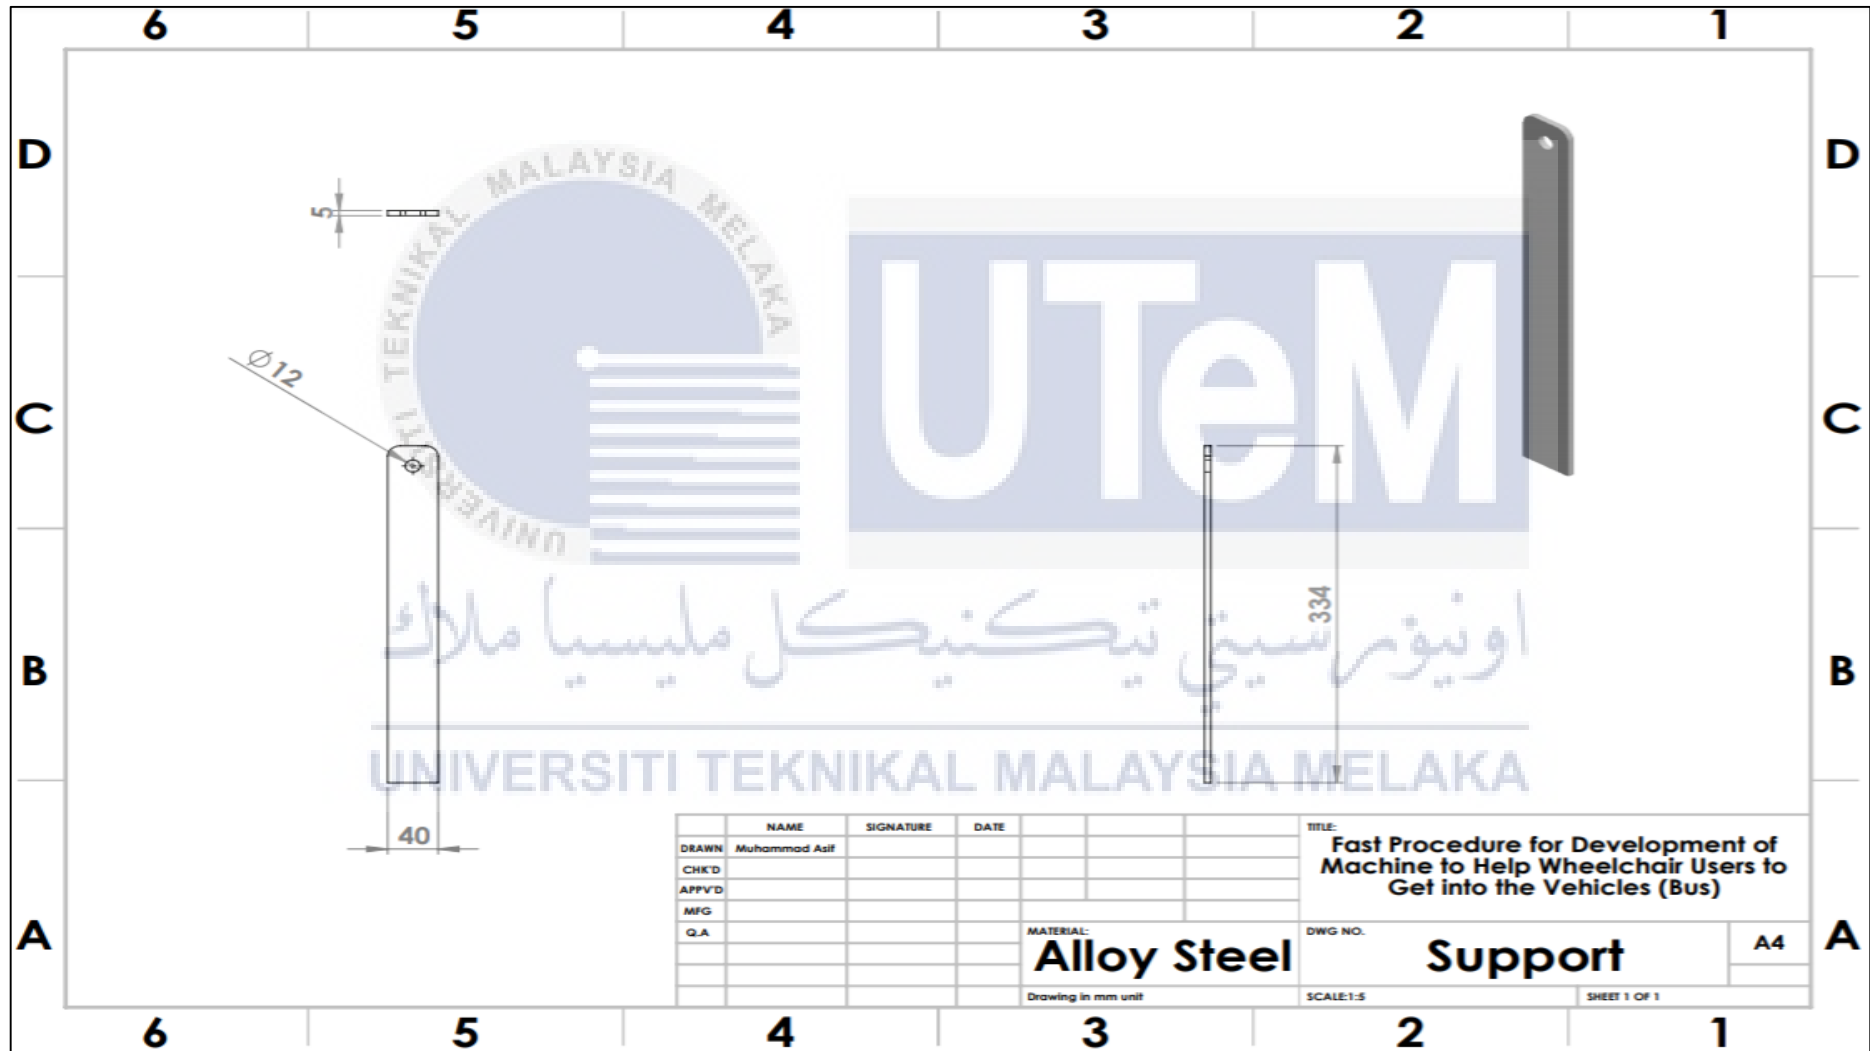 6 5 4 3 2 1
D D
C C
B B
A A
5
Ø12
334
40
UNIVERSITI TEKNIKAL MALAYSIA MELAKA
UTeM
اونيۏرسيتي تيكنيكل مليسيا ملاك
UNIVERSITI TEKNIKAL MALAYSIA MELAKA
NAME SIGNATURE DATE
DRAWN Muhammad Asif
CHK'D
APPV'D
MFG
Q.A
TITLE:
Fast Procedure for Development of
Machine to Help Wheelchair Users to
Get into the Vehicles (Bus)
MATERIAL:
Alloy Steel
DWG NO.
Support
A4
Drawing in mm unit
SCALE:1:5
SHEET 1 OF 1
6 5 4 3 2 1